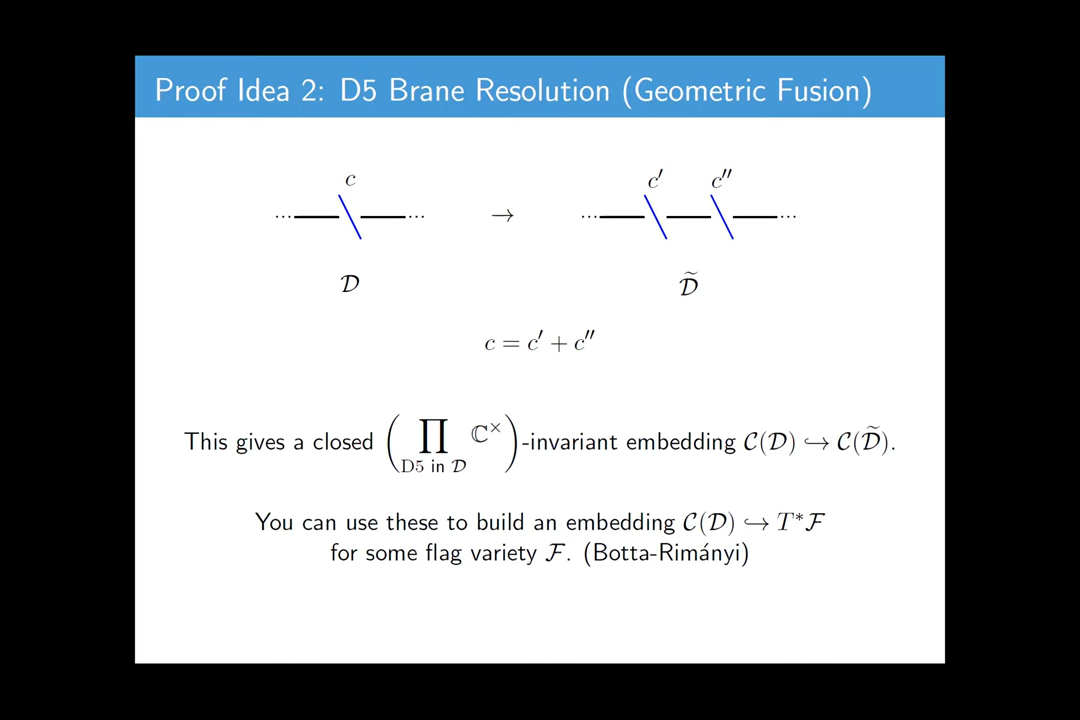 Proof Idea 2: D5 Brane Resolution (Geometric Fusion)
c c′ c″
··· ··· → ··· ···
𝒟 𝒟̃
c = c′ + c″
This gives a closed (∏_{D5 in 𝒟} ℂ^×)-invariant embedding 𝒞(𝒟) ↪ 𝒞(𝒟̃).
You can use these to build an embedding 𝒞(𝒟) ↪ T*ℱ
for some flag variety ℱ. (Botta-Rimányi)